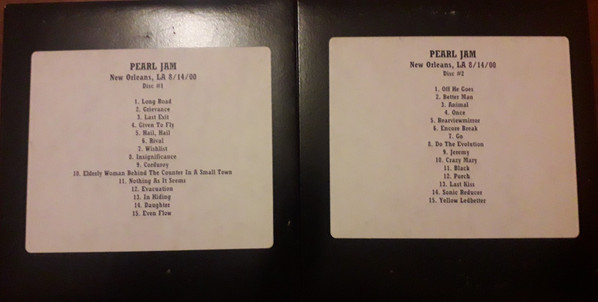 PEARL JAM
New Orleans, LA 8/14/00
Disc #1
1. Long Road
2. Grievance
3. Last Exit
4. Given To Fly
5. Hail, Hail
6. Rival
7. Wishlist
8. Insignificance
9. Corduroy
10. Elderly Woman Behind The Counter In A Small Town
11. Nothing As It Seems
12. Evacuation
13. In Hiding
14. Daughter
15. Even Flow
PEARL JAM
New Orleans, LA 8/14/00
Disc #2
1. Off He Goes
2. Better Man
3. Animal
4. Once
5. Rearviewmirror
6. Encore Break
7. Go
8. Do The Evolution
9. Jeremy
10. Crazy Mary
11. Black
12. Porch
13. Last Kiss
14. Sonic Reducer
15. Yellow Ledbetter